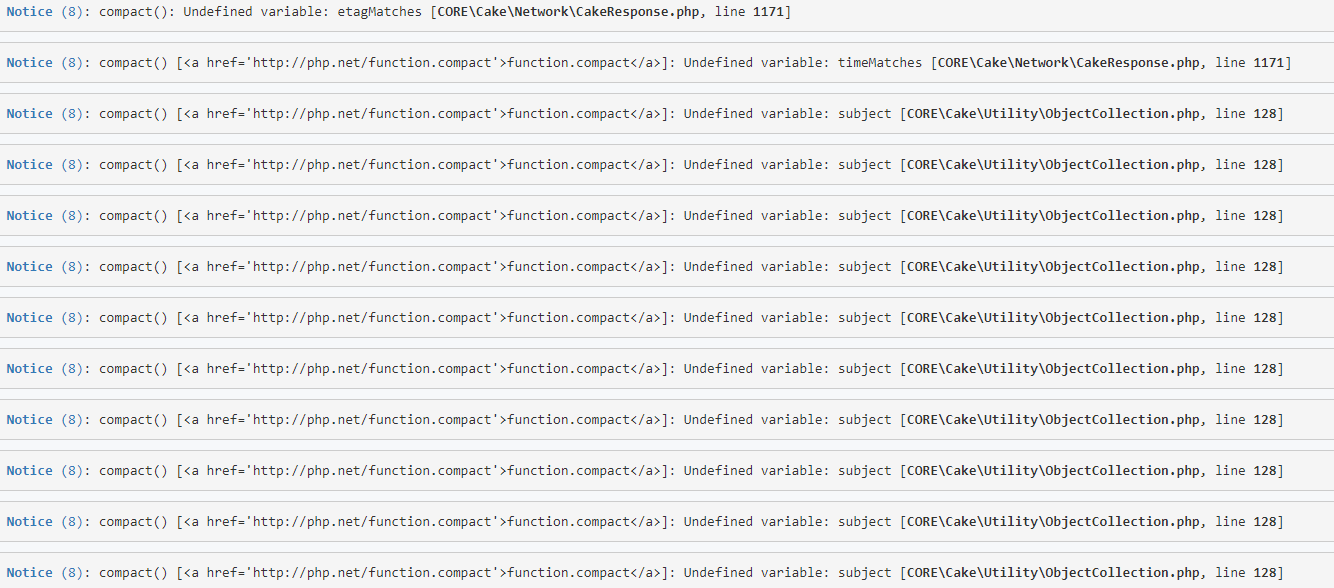 Notice (8): compact(): Undefined variable: etagMatches [CORE\Cake\Network\CakeResponse.php, line 1171]
Notice (8): compact() [<a href='http://php.net/function.compact'>function.compact</a>]: Undefined variable: timeMatches [CORE\Cake\Network\CakeResponse.php, line 1171]
Notice (8): compact() [<a href='http://php.net/function.compact'>function.compact</a>]: Undefined variable: subject [CORE\Cake\Utility\ObjectCollection.php, line 128]
Notice (8): compact() [<a href='http://php.net/function.compact'>function.compact</a>]: Undefined variable: subject [CORE\Cake\Utility\ObjectCollection.php, line 128]
Notice (8): compact() [<a href='http://php.net/function.compact'>function.compact</a>]: Undefined variable: subject [CORE\Cake\Utility\ObjectCollection.php, line 128]
Notice (8): compact() [<a href='http://php.net/function.compact'>function.compact</a>]: Undefined variable: subject [CORE\Cake\Utility\ObjectCollection.php, line 128]
Notice (8): compact() [<a href='http://php.net/function.compact'>function.compact</a>]: Undefined variable: subject [CORE\Cake\Utility\ObjectCollection.php, line 128]
Notice (8): compact() [<a href='http://php.net/function.compact'>function.compact</a>]: Undefined variable: subject [CORE\Cake\Utility\ObjectCollection.php, line 128]
Notice (8): compact() [<a href='http://php.net/function.compact'>function.compact</a>]: Undefined variable: subject [CORE\Cake\Utility\ObjectCollection.php, line 128]
Notice (8): compact() [<a href='http://php.net/function.compact'>function.compact</a>]: Undefined variable: subject [CORE\Cake\Utility\ObjectCollection.php, line 128]
Notice (8): compact() [<a href='http://php.net/function.compact'>function.compact</a>]: Undefined variable: subject [CORE\Cake\Utility\ObjectCollection.php, line 128]
Notice (8): compact() [<a href='http://php.net/function.compact'>function.compact</a>]: Undefined variable: subject [CORE\Cake\Utility\ObjectCollection.php, line 128]